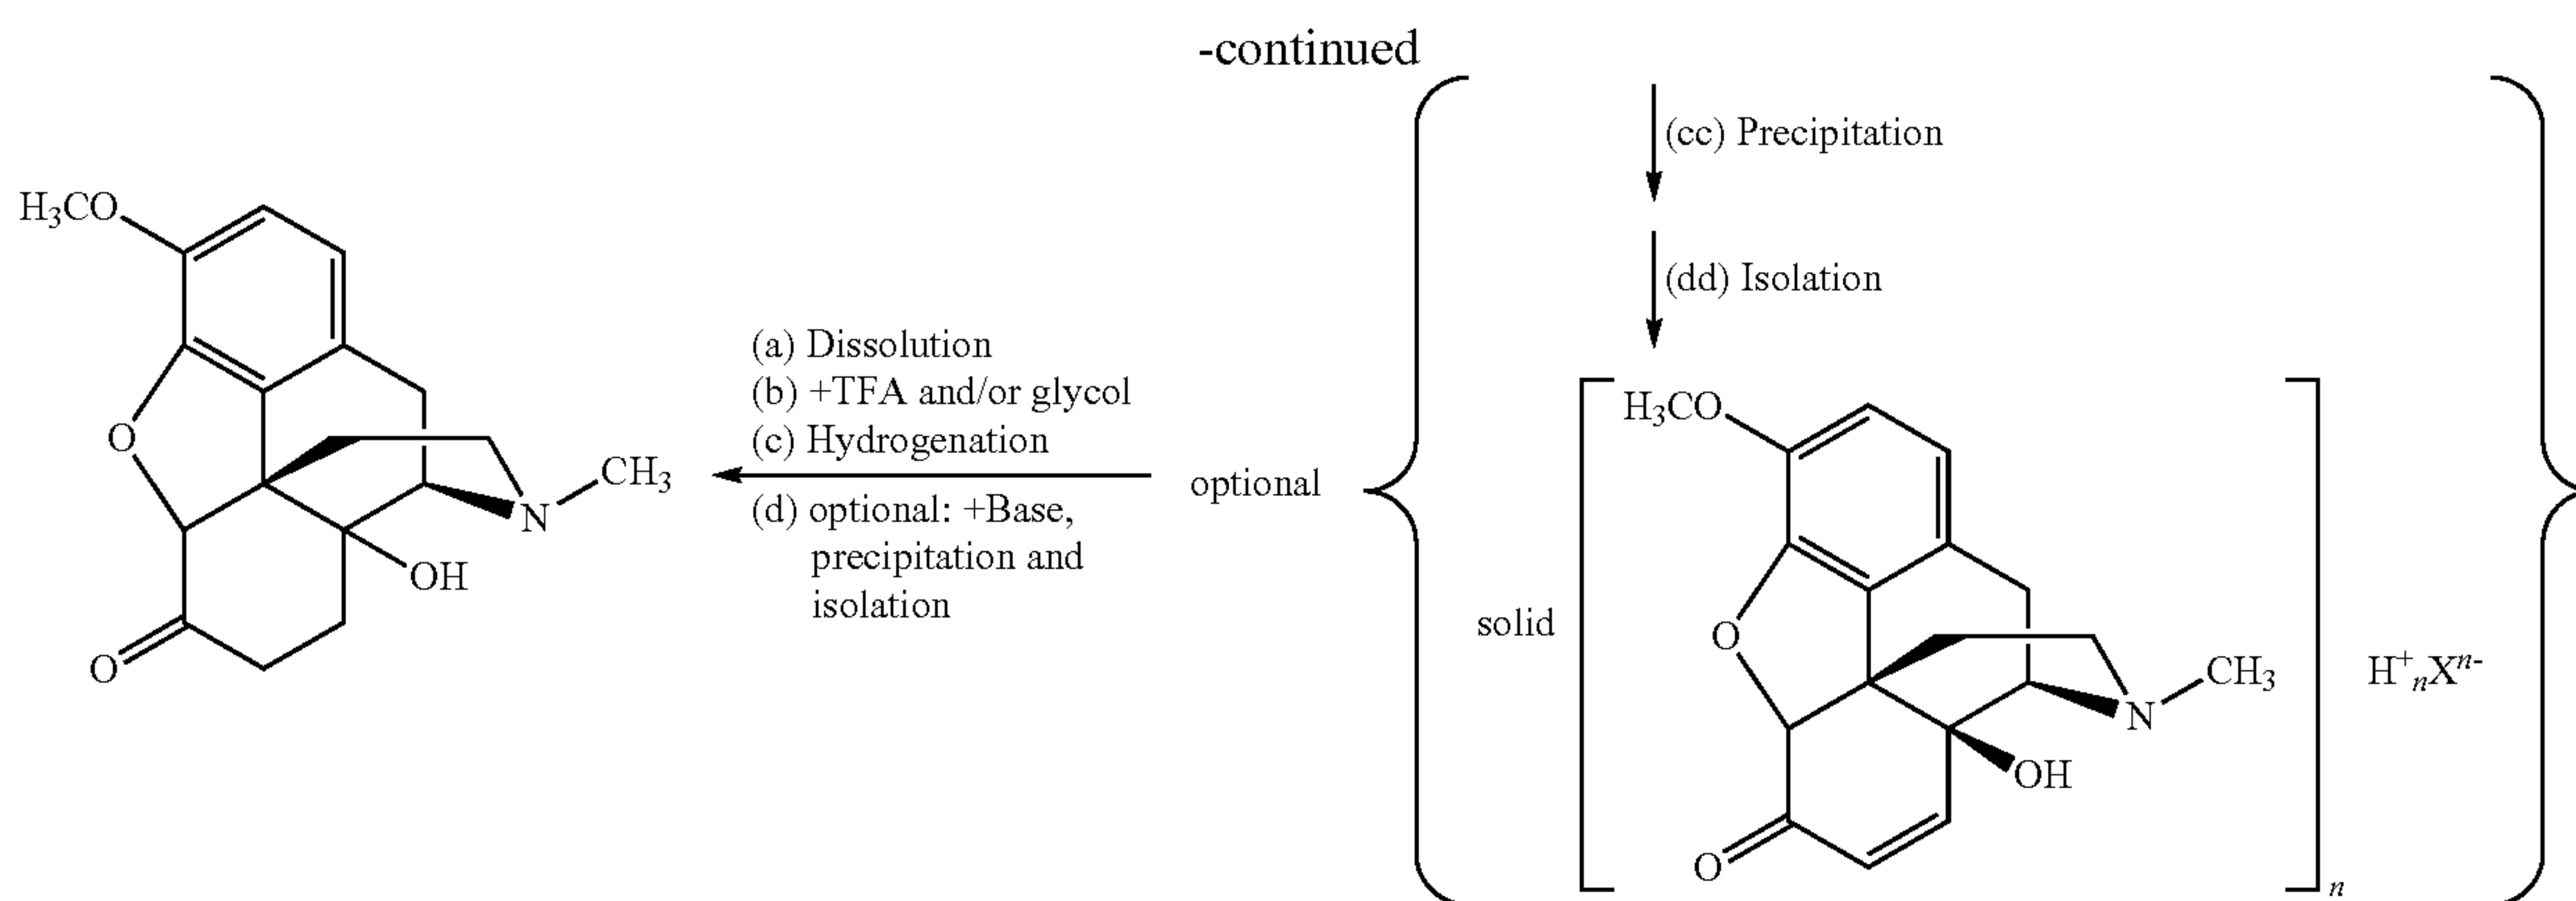 -continued
(cc) Precipitation
(dd) Isolation
H₃CO
O
N
CH₃
OH
O
(a) Dissolution
(b) +TFA and/or glycol
(c) Hydrogenation
(d) optional: +Base,
precipitation and
isolation
optional
solid
H₃CO
O
N
CH₃
OH
O
n
H⁺ₙXⁿ⁻